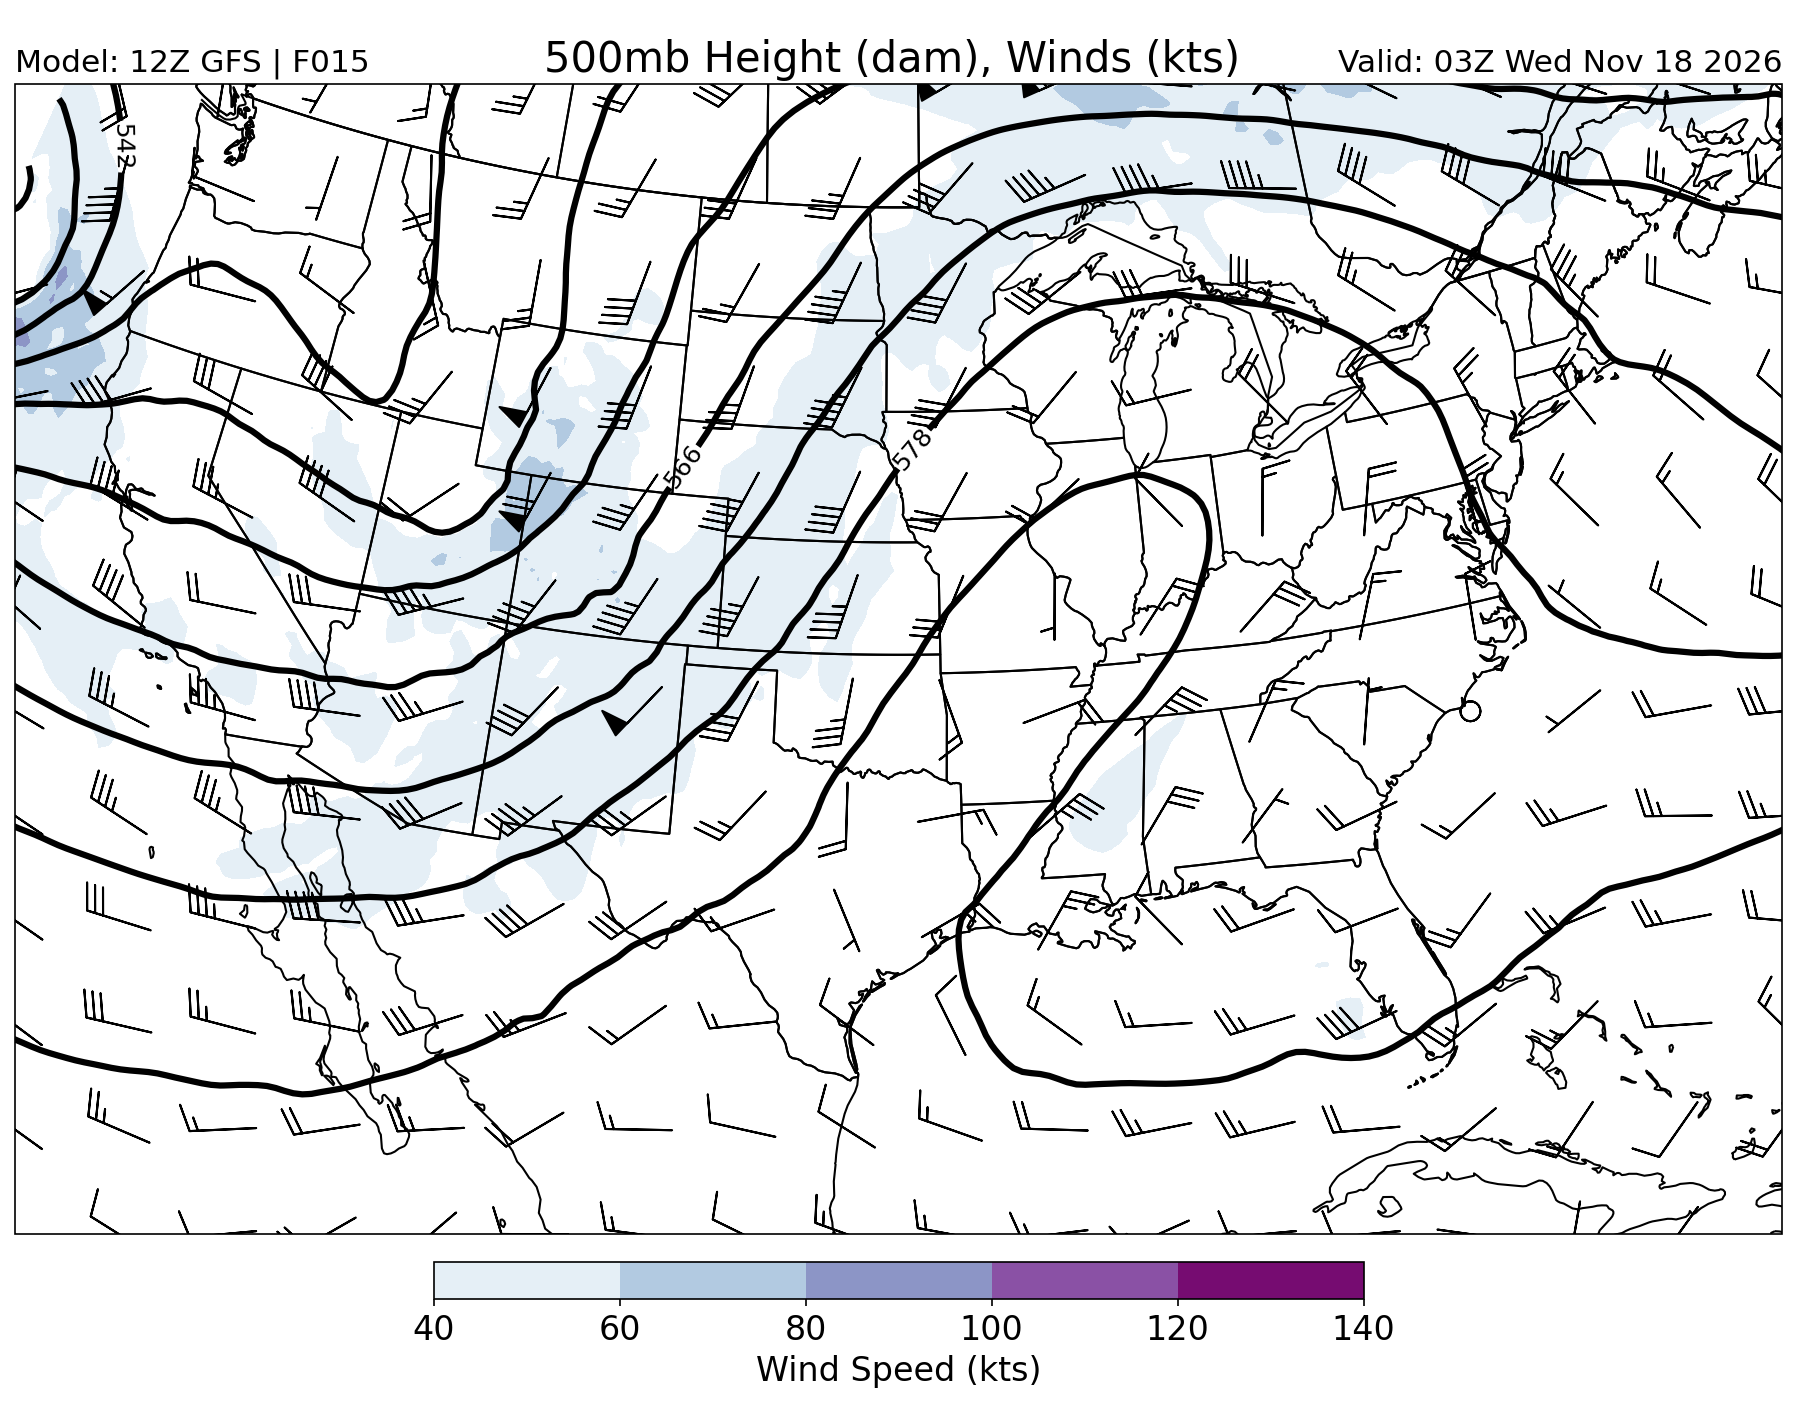 Model: 12Z GFS | F015
500mb Height (dam), Winds (kts)
Valid: 03Z Wed Nov 18 2026
542
566
578
40 60 80 100 120 140
Wind Speed (kts)